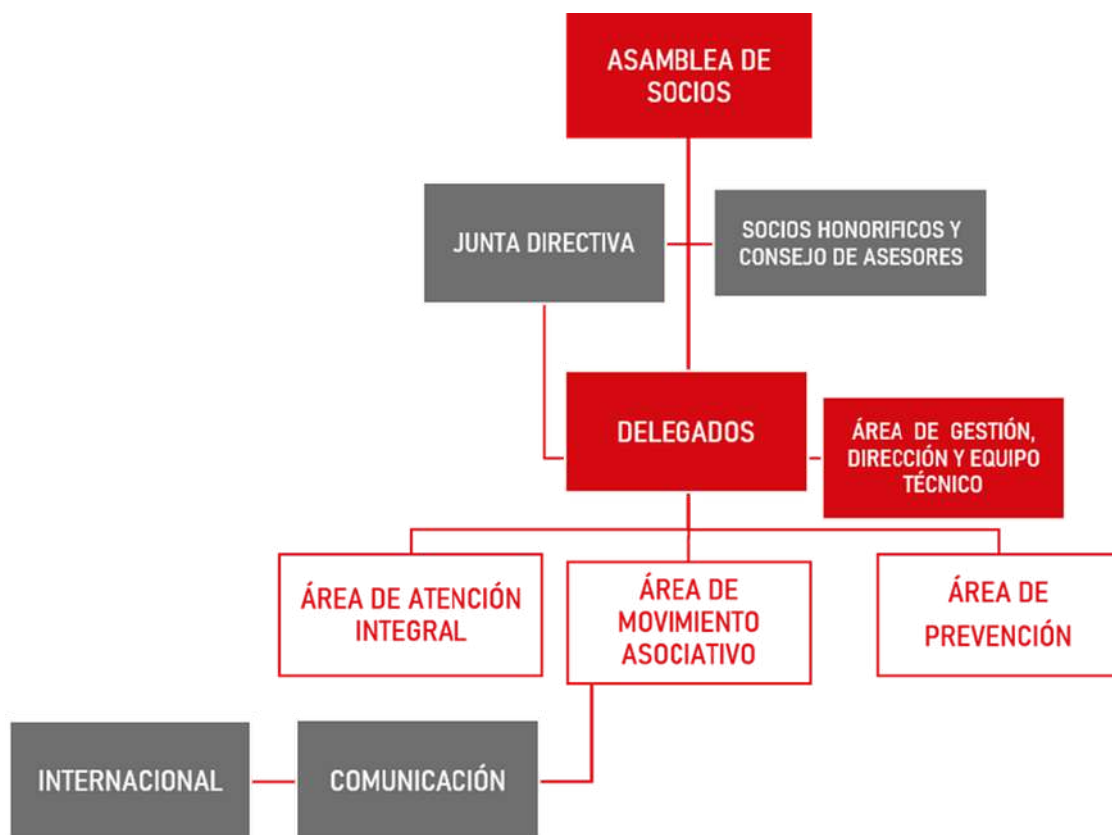 ASAMBLEA DE
SOCIOS
JUNTA DIRECTIVA
SOCIOS HONORIFICOS Y
CONSEJO DE ASESORES
DELEGADOS
ÁREA DE GESTIÓN,
DIRECCIÓN Y EQUIPO
TÉCNICO
ÁREA DE ATENCIÓN
INTEGRAL
ÁREA DE
MOVIMIENTO
ASOCIATIVO
ÁREA DE
PREVENCIÓN
INTERNACIONAL
COMUNICACIÓN